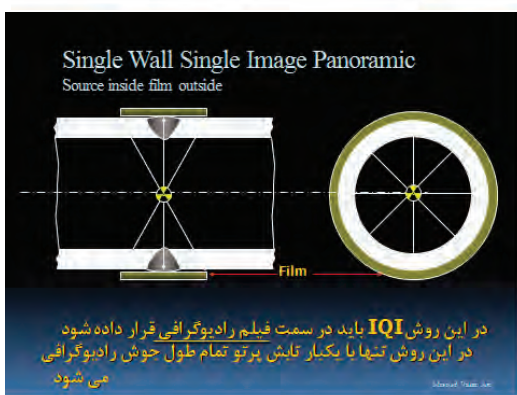 Single Wall Single Image Panoramic
Source inside film outside
Film
در این روش IQI باید در سمت فیلم رادیوگرافی قرار داده شود
در این روش تنها با یکبار تابش پرتو تمام طول جوش رادیوگرافی
می شود